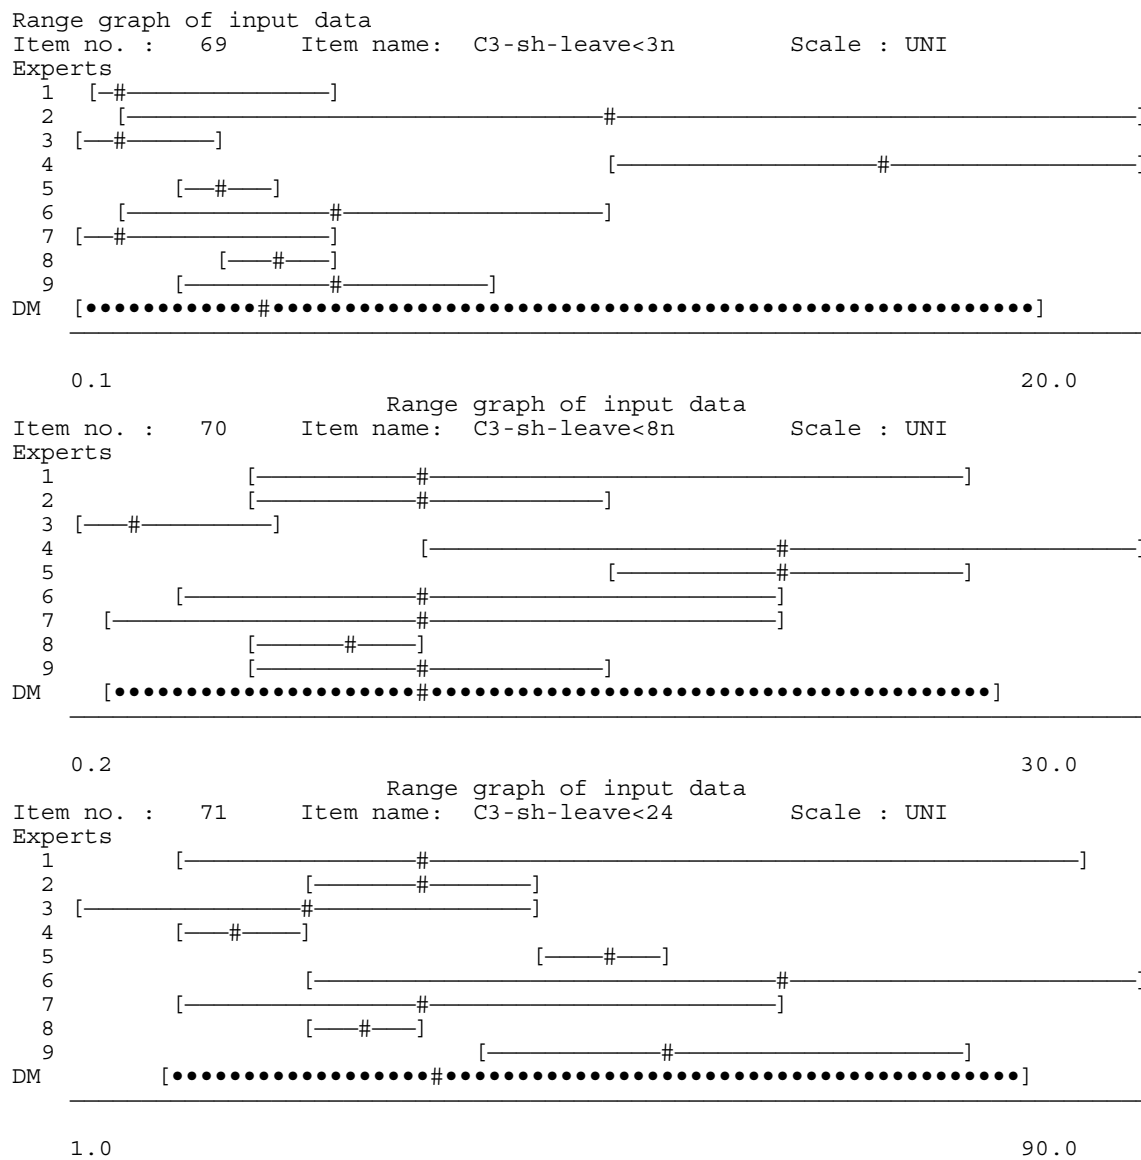 Range graph of input data
Item no. :   69      Item name:  C3-sh-leave<3n        Scale : UNI
Experts
  1   [—#——————————————]
  2     [—————————————————————————————————#————————————————————————————————————]
  3  [——#——————]
  4                                       [——————————————————#—————————————————]
  5         [——#———]
  6     [——————————————#——————————————————]
  7  [——#——————————————]
  8            [———#———]
  9         [——————————#——————————]
DM   [••••••••••••#•••••••••••••••••••••••••••••••••••••••••••••••••••••]
    0.1                                                                20.0
                          Range graph of input data
Item no. :   70      Item name:  C3-sh-leave<8n        Scale : UNI
Experts
  1              [———————————#—————————————————————————————————————]
  2              [———————————#————————————]
  3  [———#—————————]
  4                          [————————————————————————#————————————————————————]
  5                                       [———————————#————————————]
  6         [————————————————#————————————————————————]
  7    [—————————————————————#————————————————————————]
  8              [——————#————]
  9              [———————————#————————————]
DM     [•••••••••••••••••••••#•••••••••••••••••••••••••••••••••••••••]
    0.2                                                                30.0
                          Range graph of input data
Item no. :   71      Item name:  C3-sh-leave<24        Scale : UNI
Experts
  1         [————————————————#—————————————————————————————————————————————]
  2                  [———————#———————]
  3  [———————————————#———————————————]
  4         [———#————]
  5                                  [————#———]
  6                  [————————————————————————————————#————————————————————————]
  7         [————————————————#————————————————————————]
  8                  [———#———]
  9                              [————————————#————————————————————]
DM         [••••••••••••••••••#••••••••••••••••••••••••••••••••••••••••]
    1.0                                                                90.0